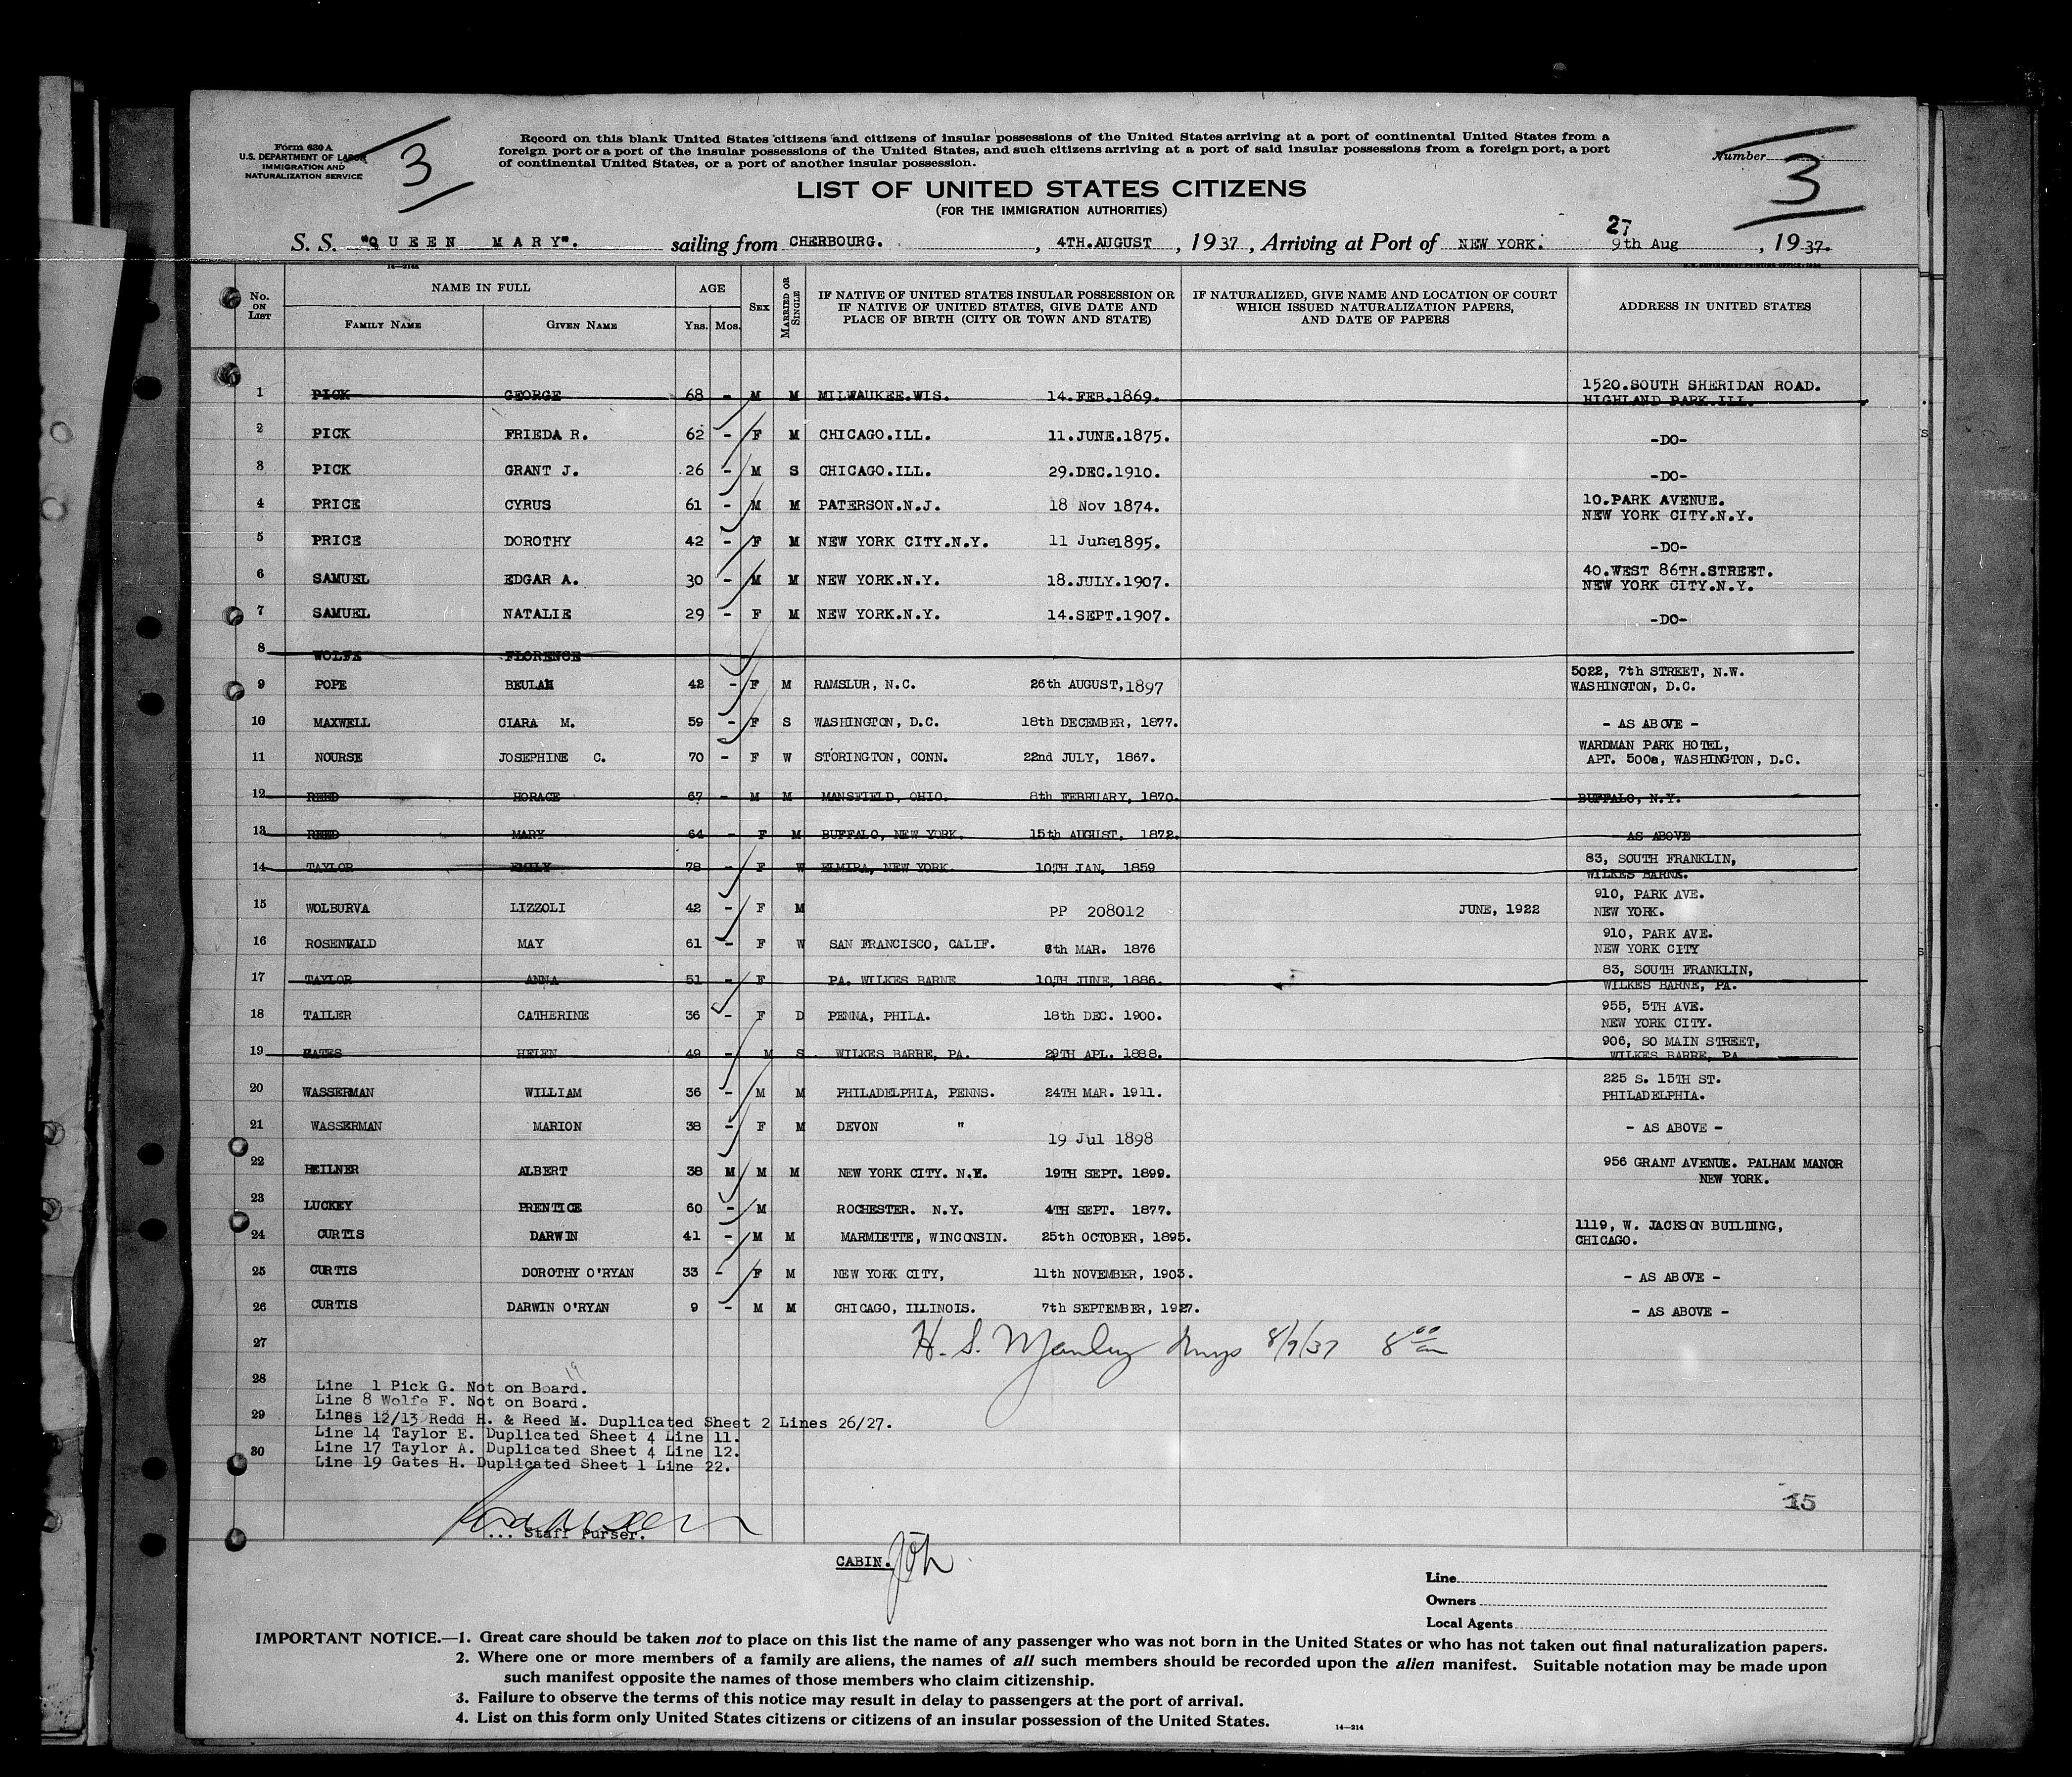 Form 630 A
U.S. DEPARTMENT OF LABOR
IMMIGRATION AND
NATURALIZATION SERVICE
3
Record on this blank United States citizens and citizens of insular possessions of the United States arriving at a port of continental United States from a
foreign port or a port of the insular possessions of the United States, and such citizens arriving at a port of said insular possessions from a foreign port, a port
of continental United States, or a port of another insular possession.
Number
3
LIST OF UNITED STATES CITIZENS
(FOR THE IMMIGRATION AUTHORITIES)
S. S. "QUEEN MARY". sailing from CHERBOURG. , 4TH.AUGUST , 1937 , Arriving at Port of NEW YORK. 9th Aug , 1937.
27
No. ON LIST
NAME IN FULL
FAMILY NAME GIVEN NAME
AGE
Yrs. Mos.
SEX
MARRIED OR SINGLE
IF NATIVE OF UNITED STATES INSULAR POSSESSION OR
IF NATIVE OF UNITED STATES, GIVE DATE AND
PLACE OF BIRTH (CITY OR TOWN AND STATE)
IF NATURALIZED, GIVE NAME AND LOCATION OF COURT
WHICH ISSUED NATURALIZATION PAPERS,
AND DATE OF PAPERS
ADDRESS IN UNITED STATES
1 PICK GEORGE 68 - M M MILWAUKEE.WIS. 14.FEB.1869. 1520.SOUTH SHERIDAN ROAD.
HIGHLAND PARK.ILL.
2 PICK FRIEDA R. 62 - F M CHICAGO.ILL. 11.JUNE.1875. -DO-
3 PICK GRANT J. 26 - M S CHICAGO.ILL. 29.DEC.1910. -DO-
4 PRICE CYRUS 61 - M M PATERSON.N.J. 18 Nov 1874. 10.PARK AVENUE.
NEW YORK CITY.N.Y.
5 PRICE DOROTHY 42 - F M NEW YORK CITY.N.Y. 11 June1895. -DO-
6 SAMUEL EDGAR A. 30 - M M NEW YORK.N.Y. 18.JULY.1907. 40.WEST 86TH.STREET.
NEW YORK CITY.N.Y.
7 SAMUEL NATALIE 29 - F M NEW YORK.N.Y. 14.SEPT.1907. -DO-
8 WOLFE FLORENCE
9 POPE BEULAH 42 - F M RAMSLUR, N.C. 26th AUGUST,1897 5022, 7th STREET, N.W.
WASHINGTON, D.C.
10 MAXWELL CLARA M. 59 - F S WASHINGTON, D.C. 18th DECEMBER, 1877. - AS ABOVE -
11 NOURSE JOSEPHINE C. 70 - F W STORINGTON, CONN. 22nd JULY, 1867. WARDMAN PARK HOTEL,
APT. 500a, WASHINGTON, D.C.
12 REED HORACE 67 - M M MANSFIELD, OHIO. 8th FEBRUARY, 1870. BUFFALO, N.Y.
13 REED MARY 64 - F M BUFFALO, NEW YORK. 15th AUGUST, 1872. AS ABOVE
14 TAYLOR EMILY 78 - F W ELMIRA, NEW YORK. 10TH JAN, 1859 83, SOUTH FRANKLIN,
WILKES BARNE.
15 WOLBURVA LIZZOLI 42 - F M PP 208012 JUNE, 1922 910, PARK AVE.
NEW YORK.
16 ROSENWALD MAY 61 - F W SAN FRANCISCO, CALIF. 6th MAR. 1876 910, PARK AVE.
NEW YORK CITY
17 TAYLOR ANNA 51 - F PA. WILKES BARNE 10TH JUNE, 1886. 83, SOUTH FRANKLIN,
WILKES BARNE, PA.
18 TAILER CATHERINE 36 - F D PENNA, PHILA. 18th DEC. 1900. 955, 5TH AVE.
NEW YORK CITY.
19 GATES HELEN 49 - M S. WILKES BARRE, PA. 29TH APL. 1888. 906, SO MAIN STREET,
WILKES BARRE, PA
20 WASSERMAN WILLIAM 36 - M M PHILADELPHIA, PENNS. 24TH MAR. 1911. 225 S. 15TH ST.
PHILADELPHIA.
21 WASSERMAN MARION 38 - F M DEVON " 19 Jul 1898 - AS ABOVE -
22 HEILNER ALBERT 38 M M M NEW YORK CITY. N.Y. 19TH SEPT. 1899. 956 GRANT AVENUE. PALHAM MANOR
NEW YORK.
23 LUCKEY PRENTICE 60 - M ROCHESTER. N.Y. 4TH SEPT. 1877.
24 CURTIS DARWIN 41 - M M MARMIETTE, WINCONSIN. 25th OCTOBER, 1895. 1119, W. JACKSON BUILDING,
CHICAGO.
25 CURTIS DOROTHY O'RYAN 33 - F M NEW YORK CITY, 11th NOVEMBER, 1903. - AS ABOVE -
26 CURTIS DARWIN O'RYAN 9 - M M CHICAGO, ILLINOIS. 7th SEPTEMBER, 1927. - AS ABOVE -
27 H. S. Manley 8/9/37 8 00 am
28
19
Line 1 Pick G. Not on Board.
Line 8 Wolfe F. Not on Board.
29
Lines 12/13 Redd H. & Reed M. Duplicated Sheet 2 Lines 26/27.
Line 14 Taylor E. Duplicated Sheet 4 Line 11.
30
Line 17 Taylor A. Duplicated Sheet 4 Line 12.
Line 19 Gates H. Duplicated Sheet 1 Line 22.
15
... Staff Purser.
CABIN.
Line
Owners
Local Agents
IMPORTANT NOTICE.—1. Great care should be taken not to place on this list the name of any passenger who was not born in the United States or who has not taken out final naturalization papers.
2. Where one or more members of a family are aliens, the names of all such members should be recorded upon the alien manifest. Suitable notation may be made upon
such manifest opposite the names of those members who claim citizenship.
3. Failure to observe the terms of this notice may result in delay to passengers at the port of arrival.
4. List on this form only United States citizens or citizens of an insular possession of the United States.
14—214